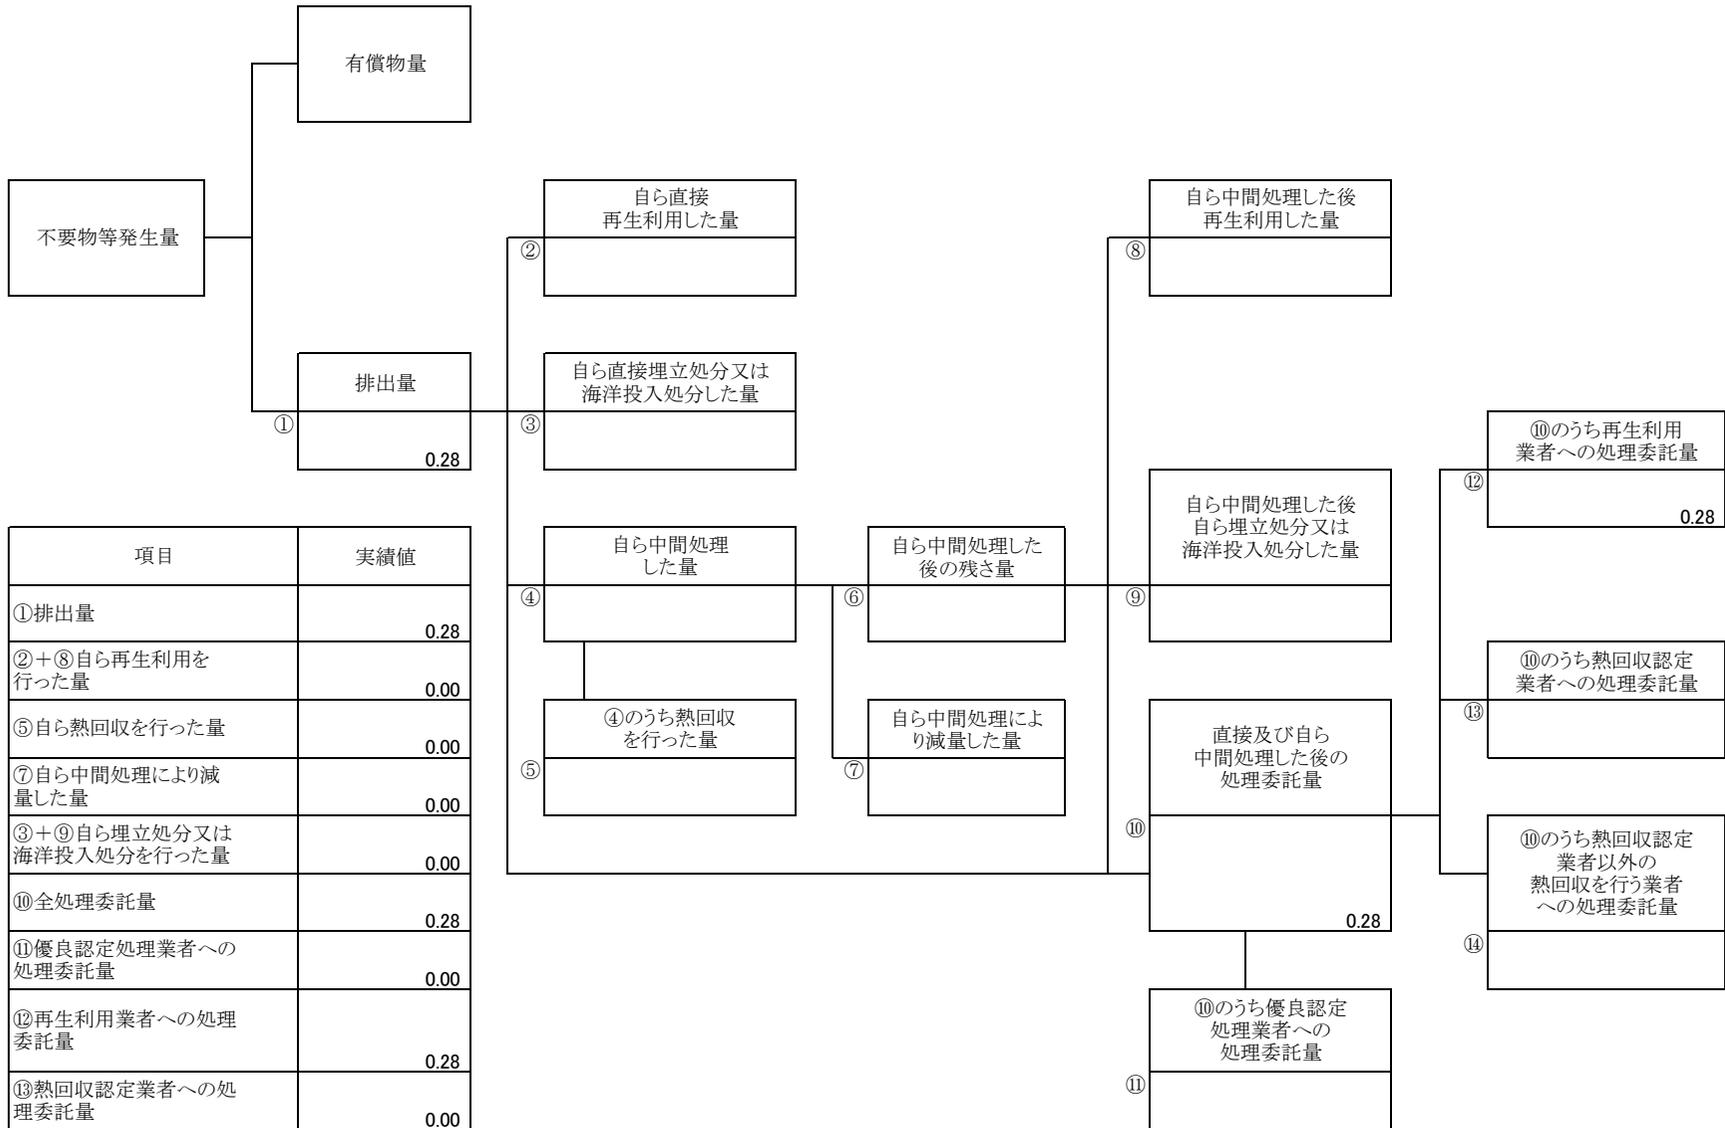 有償物量
不要物等発生量
自ら直接
再生利用した量
②
自ら中間処理した後
再生利用した量
⑧
排出量
①
0.28
自ら直接埋立処分又は
海洋投入処分した量
③
⑩のうち再生利用
業者への処理委託量
⑫
0.28
自ら中間処理
した量
④
自ら中間処理した
後の残さ量
⑥
自ら中間処理した後
自ら埋立処分又は
海洋投入処分した量
⑨
⑩のうち熱回収認定
業者への処理委託量
⑬
④のうち熱回収
を行った量
⑤
自ら中間処理によ
り減量した量
⑦
直接及び自ら
中間処理した後の
処理委託量
⑩
0.28
⑩のうち熱回収認定
業者以外の
熱回収を行う業者
への処理委託量
⑭
⑩のうち優良認定
処理業者への
処理委託量
⑪
項目
実績値
①排出量
0.28
②＋⑧自ら再生利用を
行った量
0.00
⑤自ら熱回収を行った量
0.00
⑦自ら中間処理により減
量した量
0.00
③＋⑨自ら埋立処分又は
海洋投入処分を行った量
0.00
⑩全処理委託量
0.28
⑪優良認定処理業者への
処理委託量
0.00
⑫再生利用業者への処理
委託量
0.28
⑬熱回収認定業者への処
理委託量
0.00